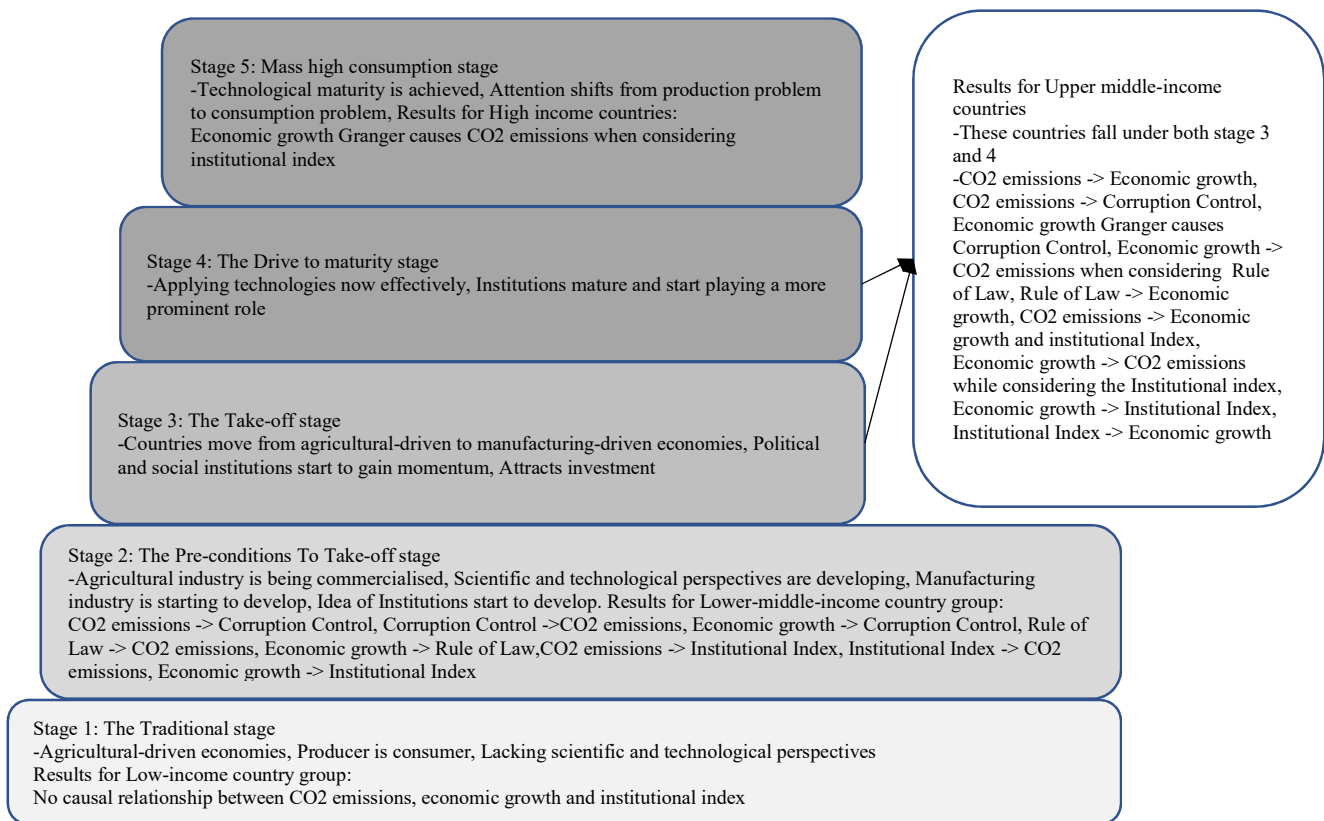 Stage 5: Mass high consumption stage
-Technological maturity is achieved, Attention shifts from production problem
to consumption problem, Results for High income countries:
Economic growth Granger causes CO2 emissions when considering
institutional index
Stage 4: The Drive to maturity stage
-Applying technologies now effectively, Institutions mature and start playing a more
prominent role
Stage 3: The Take-off stage
-Countries move from agricultural-driven to manufacturing-driven economies, Political
and social institutions start to gain momentum, Attracts investment
Results for Upper middle-income
countries
-These countries fall under both stage 3
and 4
-CO2 emissions -> Economic growth,
CO2 emissions -> Corruption Control,
Economic growth Granger causes
Corruption Control, Economic growth ->
CO2 emissions when considering Rule
of Law, Rule of Law -> Economic
growth, CO2 emissions -> Economic
growth and institutional Index,
Economic growth -> CO2 emissions
while considering the Institutional index,
Economic growth -> Institutional Index,
Institutional Index -> Economic growth
Stage 2: The Pre-conditions To Take-off stage
-Agricultural industry is being commercialised, Scientific and technological perspectives are developing, Manufacturing
industry is starting to develop, Idea of Institutions start to develop. Results for Lower-middle-income country group:
CO2 emissions -> Corruption Control, Corruption Control ->CO2 emissions, Economic growth -> Corruption Control, Rule of
Law -> CO2 emissions, Economic growth -> Rule of Law,CO2 emissions -> Institutional Index, Institutional Index -> CO2
emissions, Economic growth -> Institutional Index
Stage 1: The Traditional stage
-Agricultural-driven economies, Producer is consumer, Lacking scientific and technological perspectives
Results for Low-income country group:
No causal relationship between CO2 emissions, economic growth and institutional index